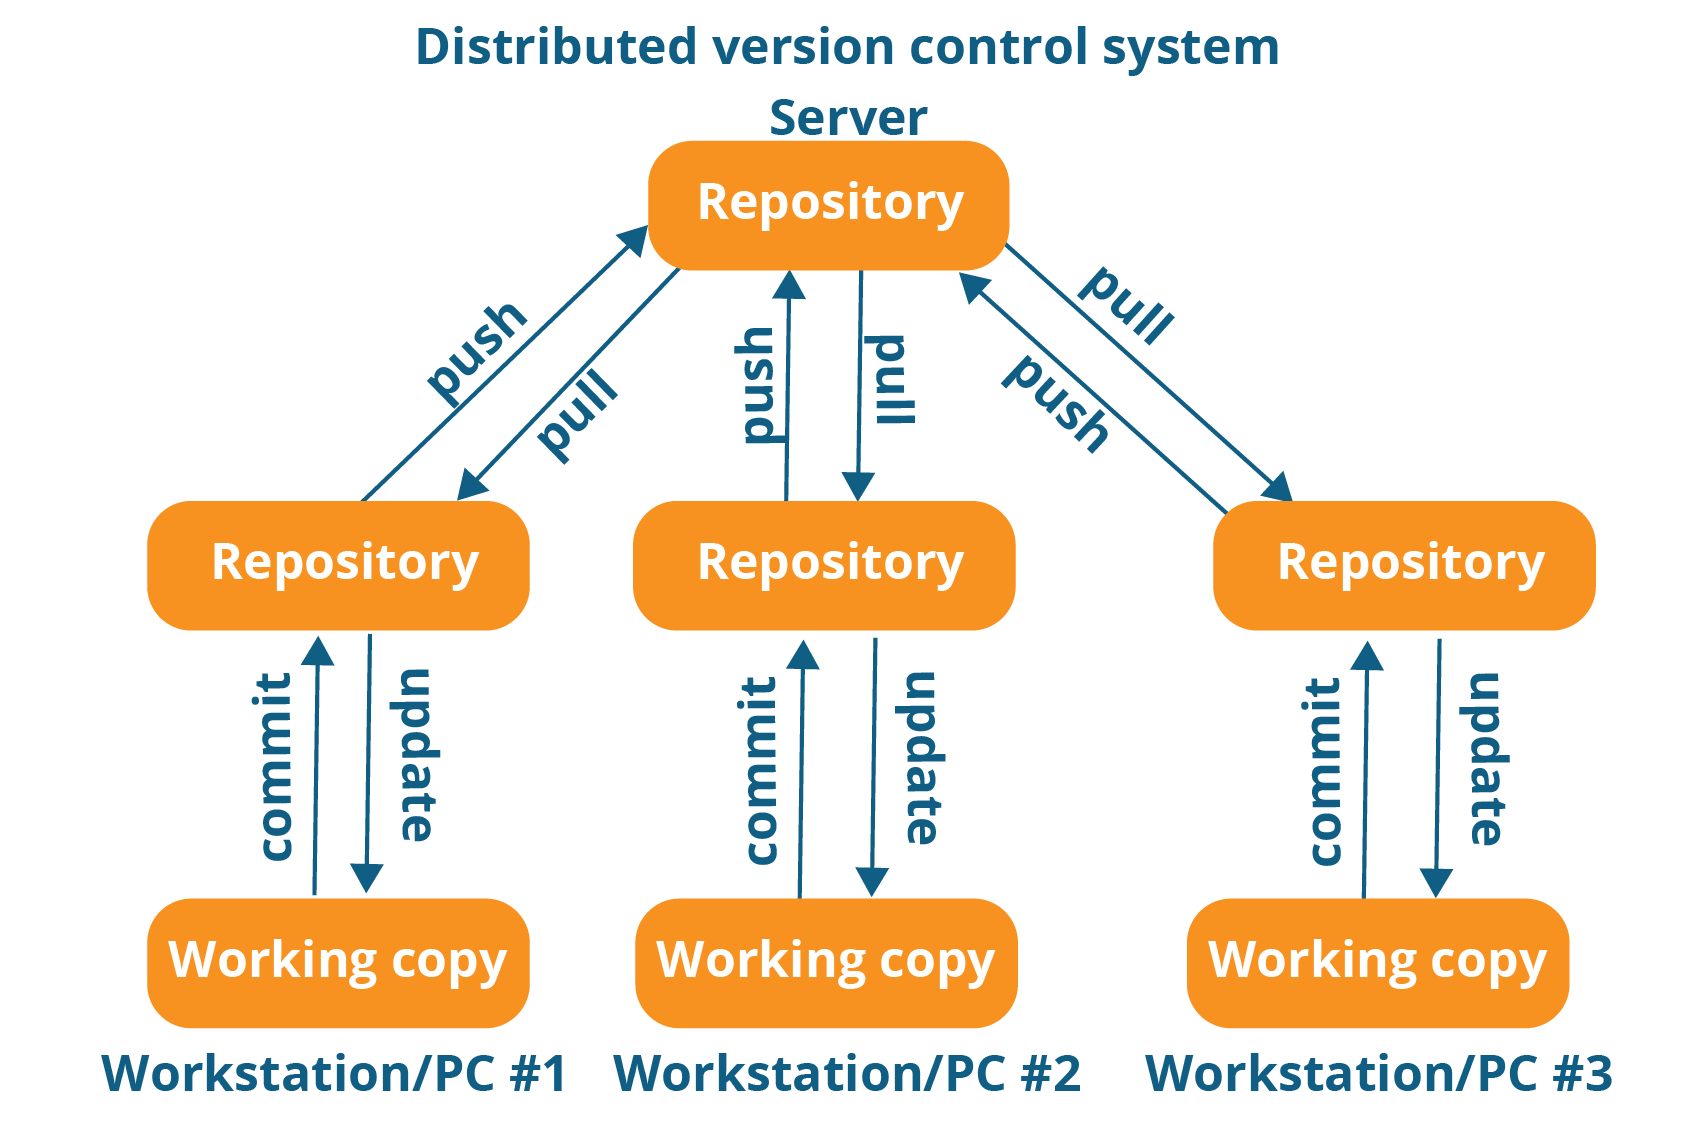 Distributed version control system
Server
Repository
push
pull
push
pull
pull
push
Repository
Repository
Repository
commit
update
commit
update
commit
update
Working copy
Working copy
Working copy
Workstation/PC #1
Workstation/PC #2
Workstation/PC #3